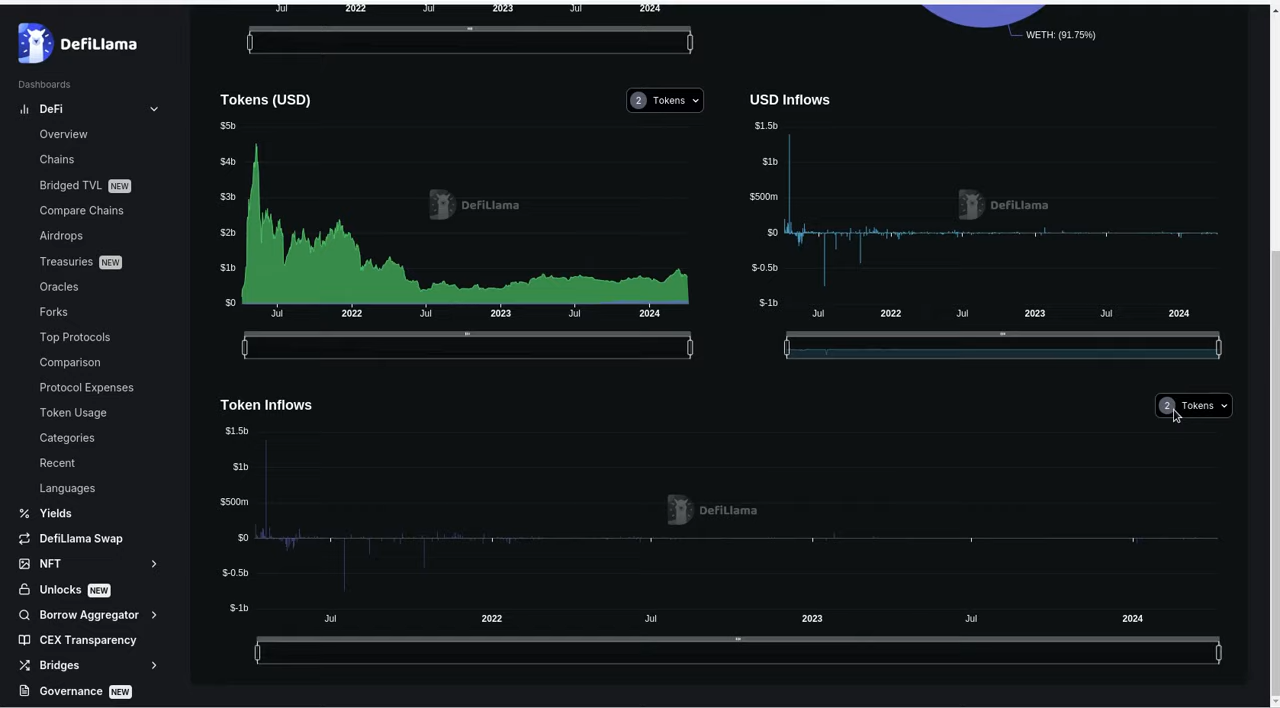 Jul 2022 Jul 2023 Jul 2024
WETH: (91.75%)
DefiLlama
Dashboards
DeFi
Overview
Chains
Bridged TVL NEW
Compare Chains
Airdrops
Treasuries NEW
Oracles
Forks
Top Protocols
Comparison
Protocol Expenses
Token Usage
Categories
Recent
Languages
Yields
DefiLlama Swap
NFT
Unlocks NEW
Borrow Aggregator
CEX Transparency
Bridges
Governance NEW
Tokens (USD)
2 Tokens
$5b
$4b
$3b
$2b
$1b
$0
DefiLlama
Jul 2022 Jul 2023 Jul 2024
USD Inflows
$1.5b
$1b
$500m
$0
$-0.5b
$-1b
DefiLlama
Jul 2022 Jul 2023 Jul 2024
Token Inflows
2 Tokens
$1.5b
$1b
$500m
$0
$-0.5b
$-1b
DefiLlama
Jul 2022 Jul 2023 Jul 2024